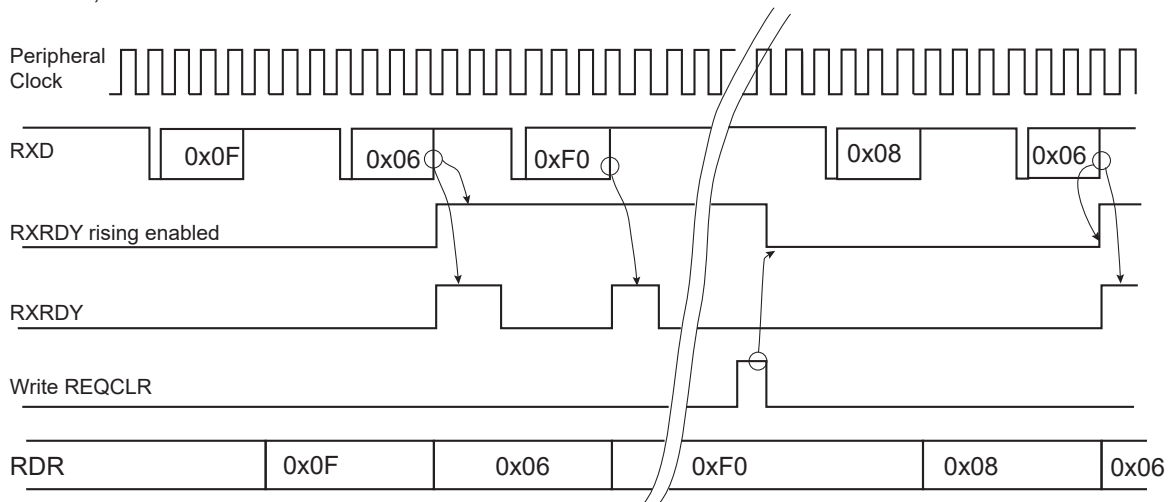 Peripheral
Clock
RXD
0x0F
0x06
0xF0
0x08
0x06
RXRDY rising enabled
RXRDY
Write REQCLR
RDR
0x0F
0x06
0xF0
0x08
0x06